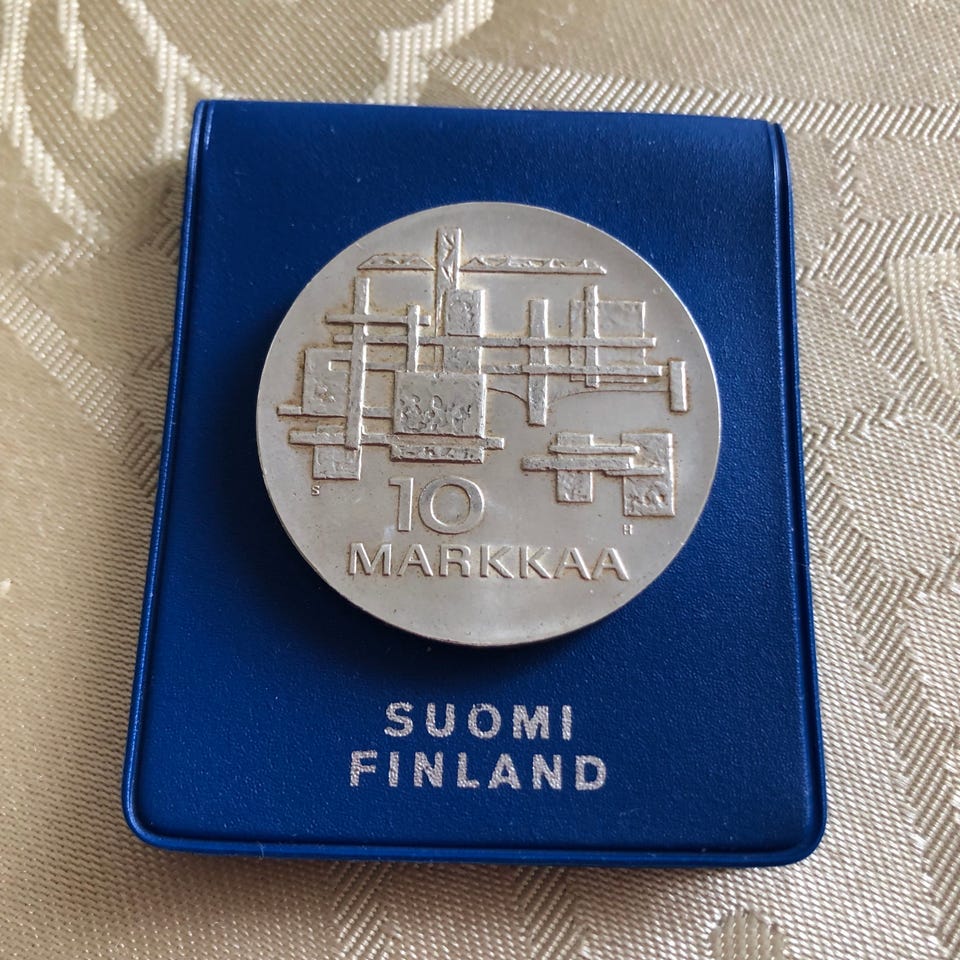 S
H
10
MARKKAA
SUOMI
FINLAND